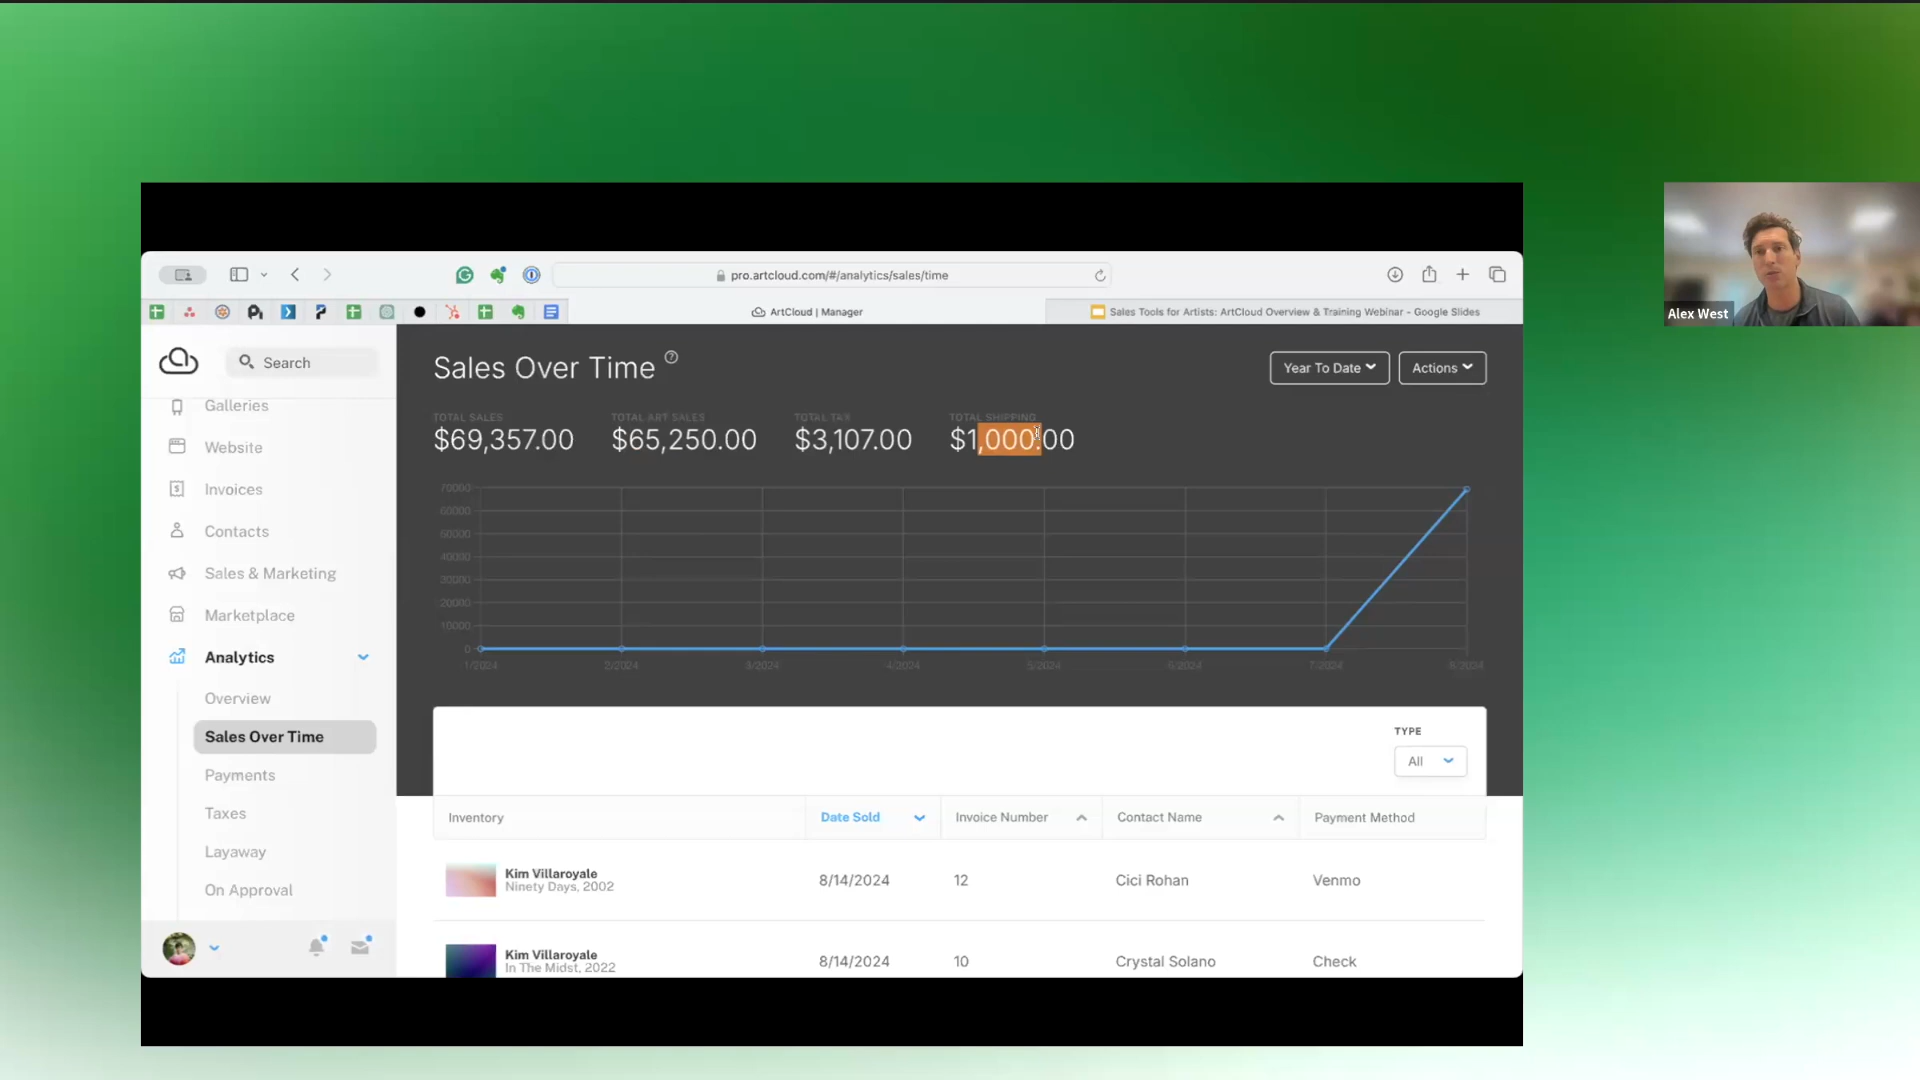 pro.artcloud.com/#/analytics/sales/time
ArtCloud | Manager
Sales Tools for Artists: ArtCloud Overview & Training Webinar - Google Slides
Alex West
Search
Galleries
Website
Invoices
Contacts
Sales & Marketing
Marketplace
Analytics
Overview
Sales Over Time
Payments
Taxes
Layaway
On Approval
Sales Over Time
Year To Date
Actions
TOTAL SALES
$69,357.00
TOTAL ART SALES
$65,250.00
TOTAL TAX
$3,107.00
TOTAL SHIPPING
$1,000.00
70000
60000
50000
40000
30000
20000
10000
0
1/2024 2/2024 3/2024 4/2024 5/2024 6/2024 7/2024 8/2024
TYPE
All
Inventory Date Sold Invoice Number Contact Name Payment Method
Kim Villaroyale
Ninety Days, 2002
8/14/2024 12 Cici Rohan Venmo
Kim Villaroyale
In The Midst, 2022
8/14/2024 10 Crystal Solano Check